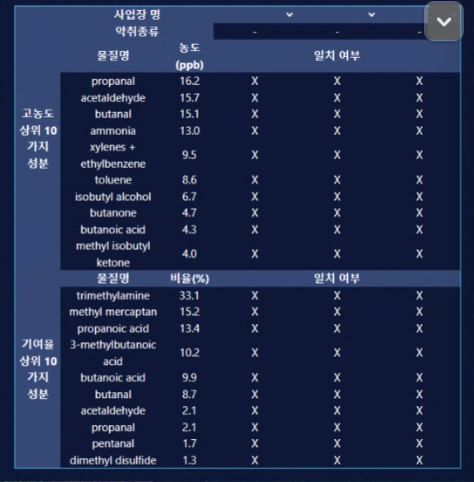 사업장 명
악취종류 - - -
물질명 농도 (ppb) 일치 여부
고농도 상위 10 가지 성분
propanal 16.2 X X X
acetaldehyde 15.7 X X X
butanal 15.1 X X X
ammonia 13.0 X X X
xylenes + ethylbenzene 9.5 X X X
toluene 8.6 X X X
isobutyl alcohol 6.7 X X X
butanone 4.7 X X X
butanoic acid 4.3 X X X
methyl isobutyl ketone 4.0 X X X
물질명 비율(%) 일치 여부
기여율 상위 10 가지 성분
trimethylamine 33.1 X X X
methyl mercaptan 15.2 X X X
propanoic acid 13.4 X X X
3-methylbutanoic acid 10.2 X X X
butanoic acid 9.9 X X X
butanal 8.7 X X X
acetaldehyde 2.1 X X X
propanal 2.1 X X X
pentanal 1.7 X X X
dimethyl disulfide 1.3 X X X